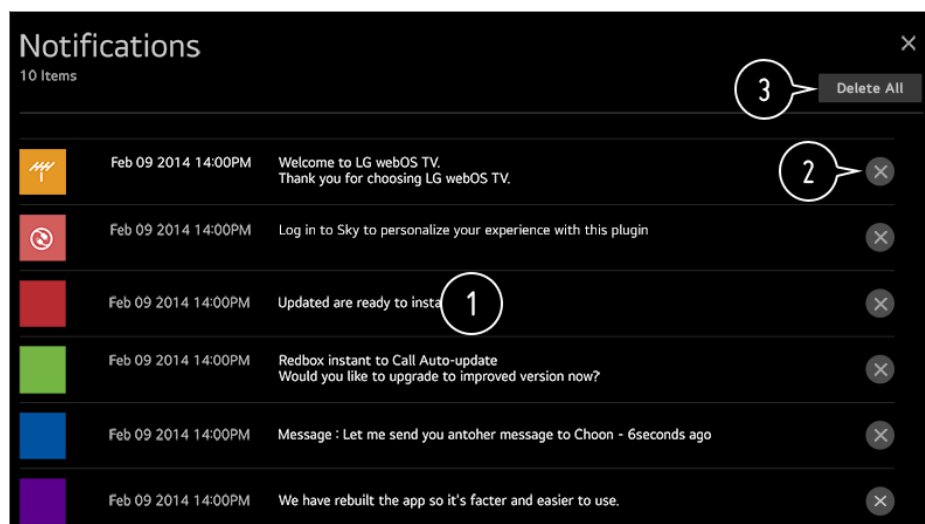 Notifications
10 Items
3
Delete All
Feb 09 2014 14:00PM
Welcome to LG webOS TV.
Thank you for choosing LG webOS TV.
2
Feb 09 2014 14:00PM
Log in to Sky to personalize your experience with this plugin
Feb 09 2014 14:00PM
Updated are ready to insta
1
Feb 09 2014 14:00PM
Redbox instant to Call Auto-update
Would you like to upgrade to improved version now?
Feb 09 2014 14:00PM
Message : Let me send you antoher message to Choon - 6seconds ago
Feb 09 2014 14:00PM
We have rebuilt the app so it's facter and easier to use.